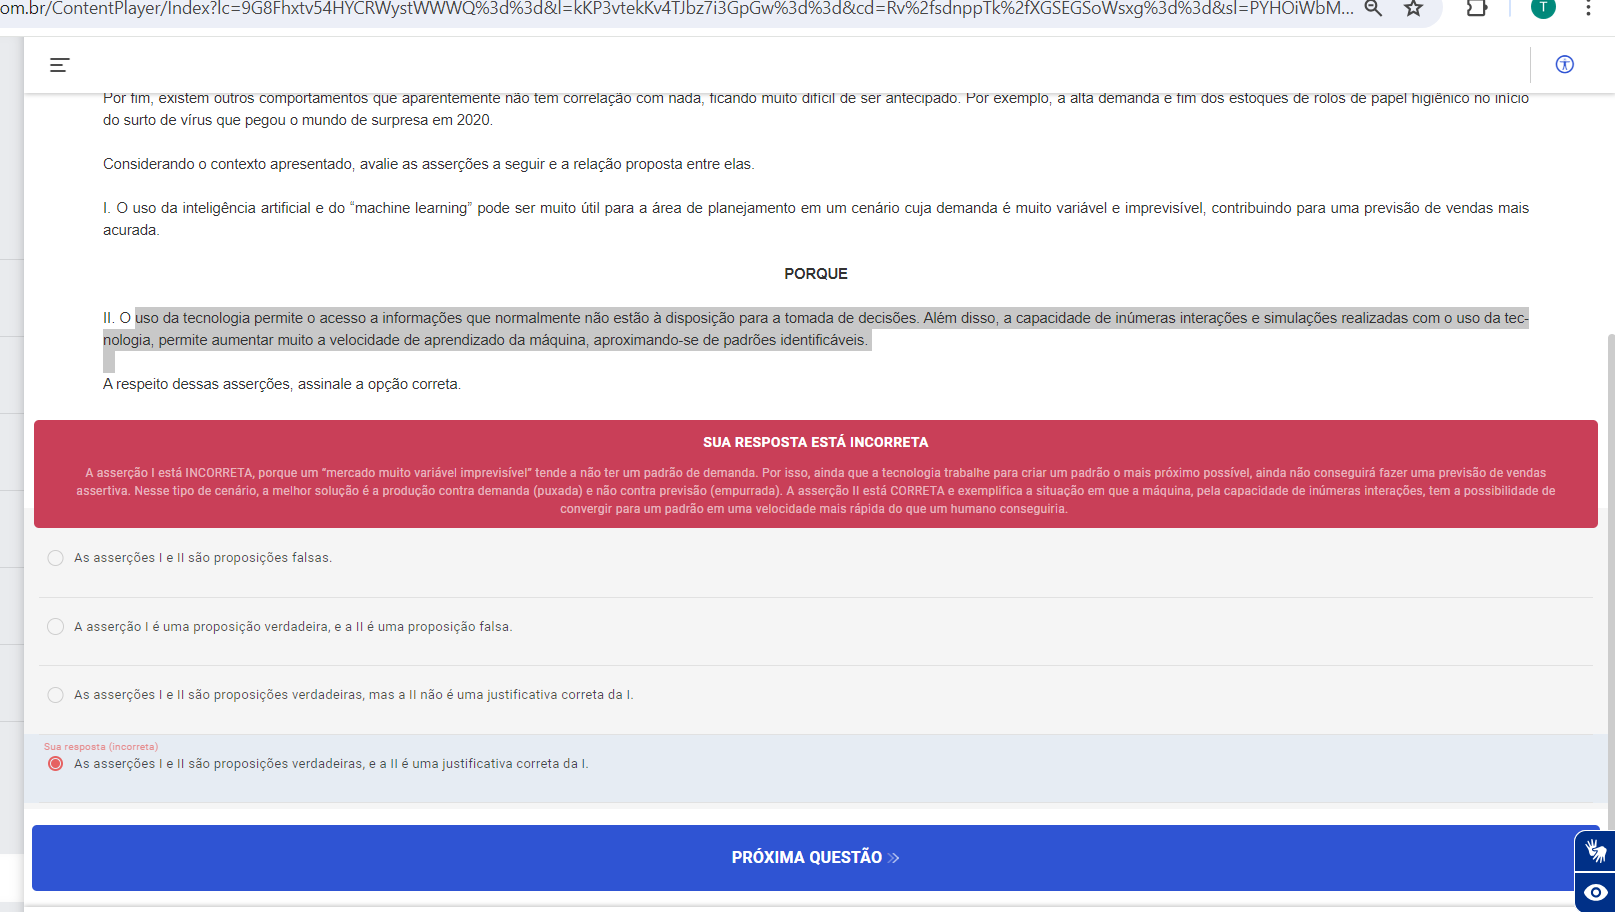 om.br/ContentPlayer/Index?lc=9G8Fhxtv54HYCRWystWWWQ%3d%3d&l=kKP3vtekKv4TJbz7i3GpGw%3d%3d&cd=Rv%2fsdnppTk%2fXGSEGSoWsxg%3d%3d&sl=PYHOiWbM...
T
Por fim, existem outros comportamentos que aparentemente não tem correlação com nada, ficando muito difícil de ser antecipado. Por exemplo, a alta demanda e fim dos estoques de rolos de papel higiênico no início
do surto de vírus que pegou o mundo de surpresa em 2020.
Considerando o contexto apresentado, avalie as asserções a seguir e a relação proposta entre elas.
I. O uso da inteligência artificial e do “machine learning” pode ser muito útil para a área de planejamento em um cenário cuja demanda é muito variável e imprevisível, contribuindo para uma previsão de vendas mais
acurada.
PORQUE
II. O uso da tecnologia permite o acesso a informações que normalmente não estão à disposição para a tomada de decisões. Além disso, a capacidade de inúmeras interações e simulações realizadas com o uso da tec-
nologia, permite aumentar muito a velocidade de aprendizado da máquina, aproximando-se de padrões identificáveis.
A respeito dessas asserções, assinale a opção correta.
SUA RESPOSTA ESTÁ INCORRETA
A asserção I está INCORRETA, porque um “mercado muito variável imprevisível” tende a não ter um padrão de demanda. Por isso, ainda que a tecnologia trabalhe para criar um padrão o mais próximo possível, ainda não conseguirá fazer uma previsão de vendas
assertiva. Nesse tipo de cenário, a melhor solução é a produção contra demanda (puxada) e não contra previsão (empurrada). A asserção II está CORRETA e exemplifica a situação em que a máquina, pela capacidade de inúmeras interações, tem a possibilidade de
convergir para um padrão em uma velocidade mais rápida do que um humano conseguiria.
As asserções I e II são proposições falsas.
A asserção I é uma proposição verdadeira, e a II é uma proposição falsa.
As asserções I e II são proposições verdadeiras, mas a II não é uma justificativa correta da I.
Sua resposta (incorreta)
As asserções I e II são proposições verdadeiras, e a II é uma justificativa correta da I.
PRÓXIMA QUESTÃO